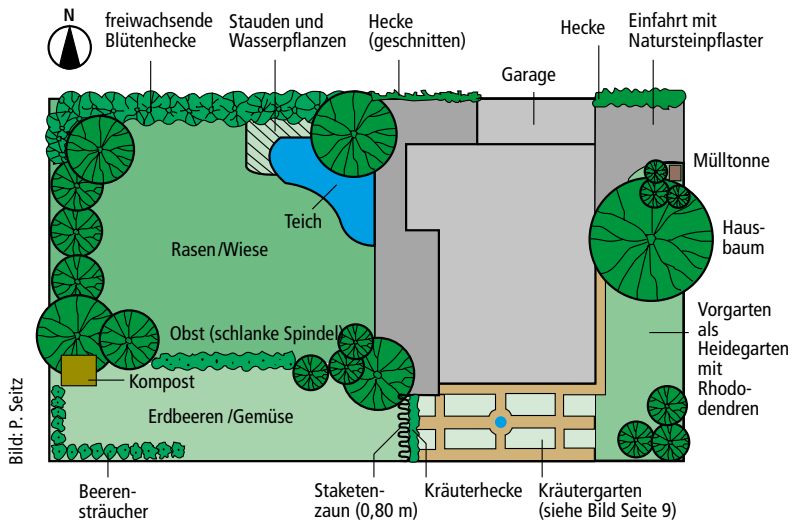 N
freiwachsende
Blütenhecke
Stauden und
Wasserpflanzen
Hecke
(geschnitten)
Garage
Hecke
Einfahrt mit
Natursteinpflaster
Mülltonne
Haus-
baum
Teich
Rasen/Wiese
Vorgarten
als
Heidegarten
mit
Rhodo-
dendren
Obst (schlanke Spindel)
Kompost
Erdbeeren/Gemüse
Bild: P. Seitz
Beeren-
sträucher
Staketen-
zaun (0,80 m)
Kräuterhecke
Kräutergarten
(siehe Bild Seite 9)